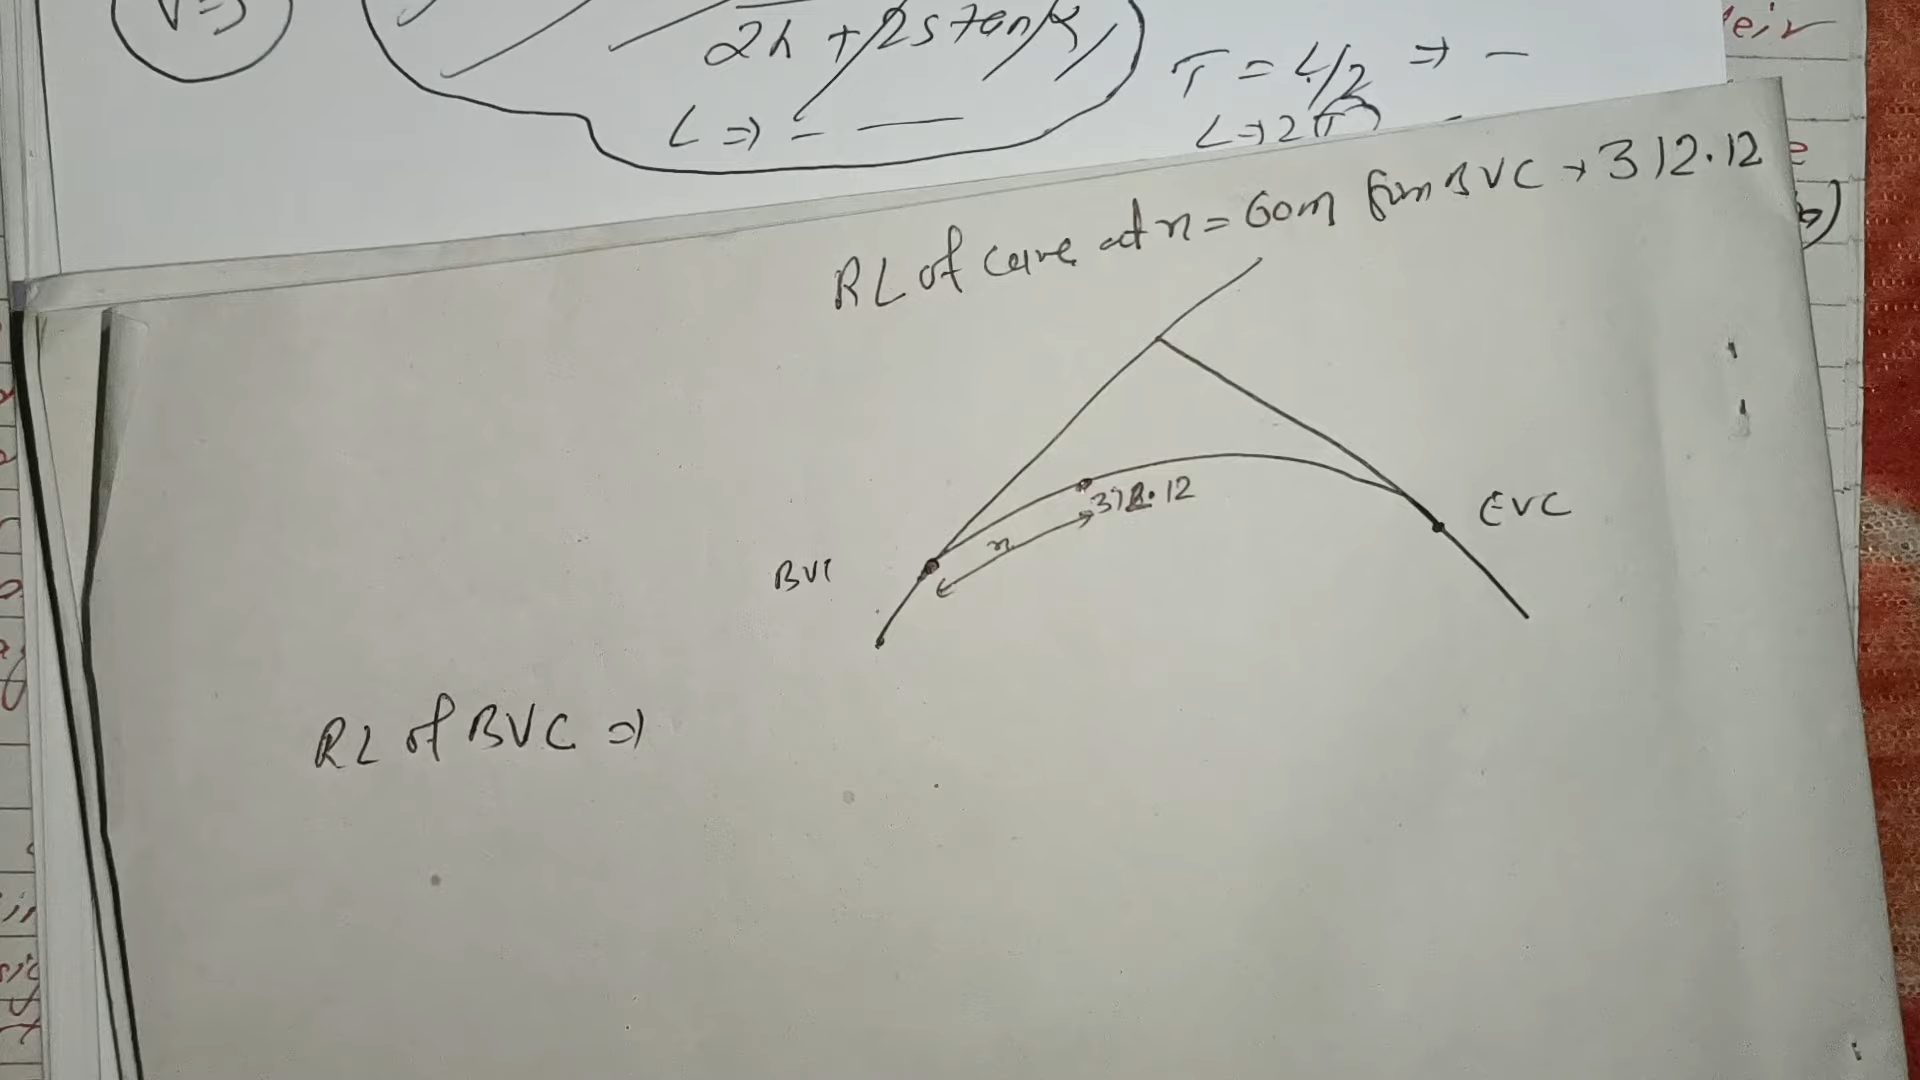 V=)
2h + 2s tanα
L => - —
T = L/2 => -
L => 2T
RL of curve at x = 60m from BVC → 312.12
312.12
x
BVC
EVC
RL of BVC =>